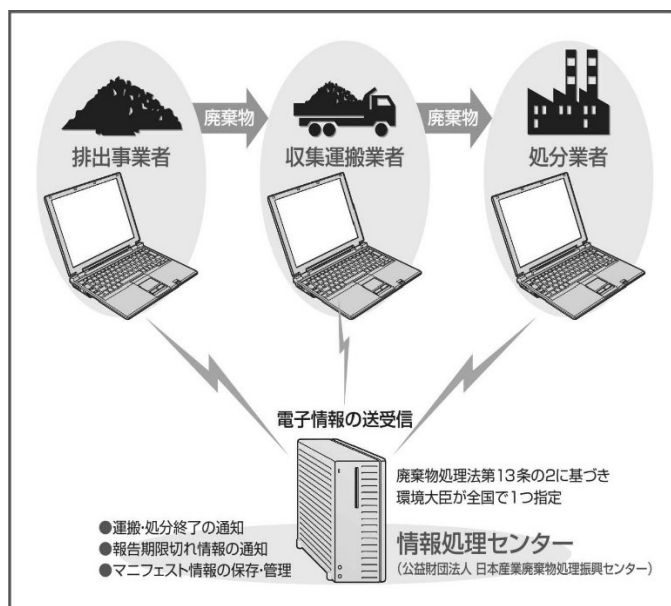 廃棄物
廃棄物
排出事業者
収集運搬業者
処分業者
電子情報の送受信
廃棄物処理法第13条の2に基づき
環境大臣が全国で1つ指定
●運搬・処分終了の通知
●報告期限切れ情報の通知
●マニフェスト情報の保存・管理
情報処理センター
(公益財団法人 日本産業廃棄物処理振興センター)